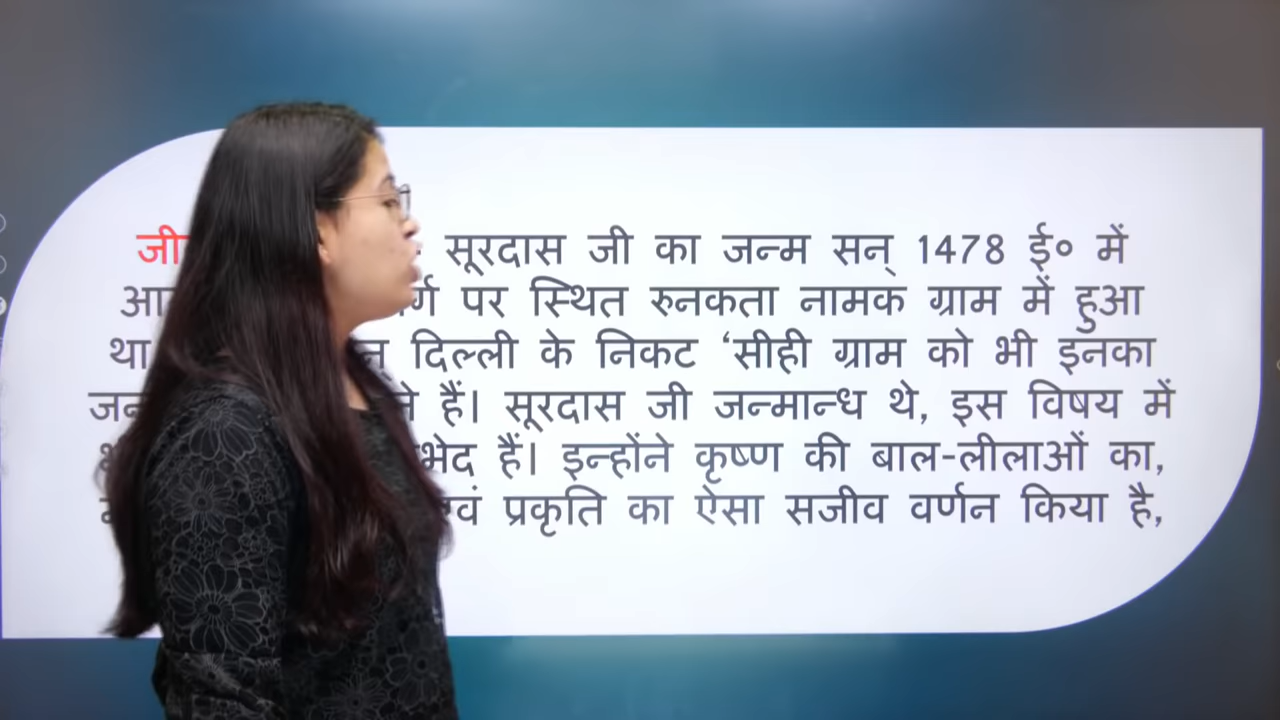 सूरदास जी का जन्म सन् 1478 ई० में
पर स्थित रुनकता नामक ग्राम में हुआ
था दिल्ली के निकट ‘सीही ग्राम को भी इनका
हैं। सूरदास जी जन्मान्ध थे, इस विषय में
हैं। इन्होंने कृष्ण की बाल-लीलाओं का,
प्रकृति का ऐसा सजीव वर्णन किया है,